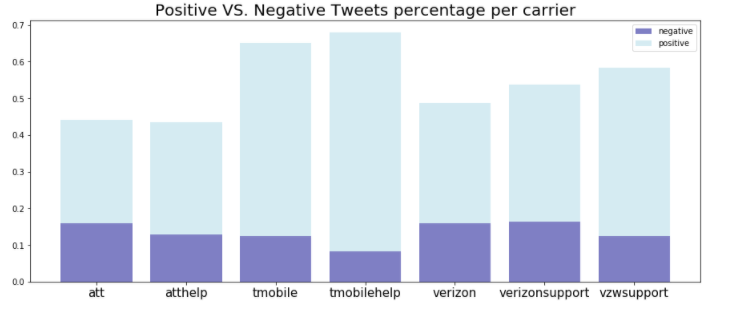 Positive VS. Negative Tweets percentage per carrier
0.7
negative
positive
0.6
0.5
0.4
0.3
0.2
0.1
0.0
att atthelp tmobile tmobilehelp verizon verizonsupport vzwsupport